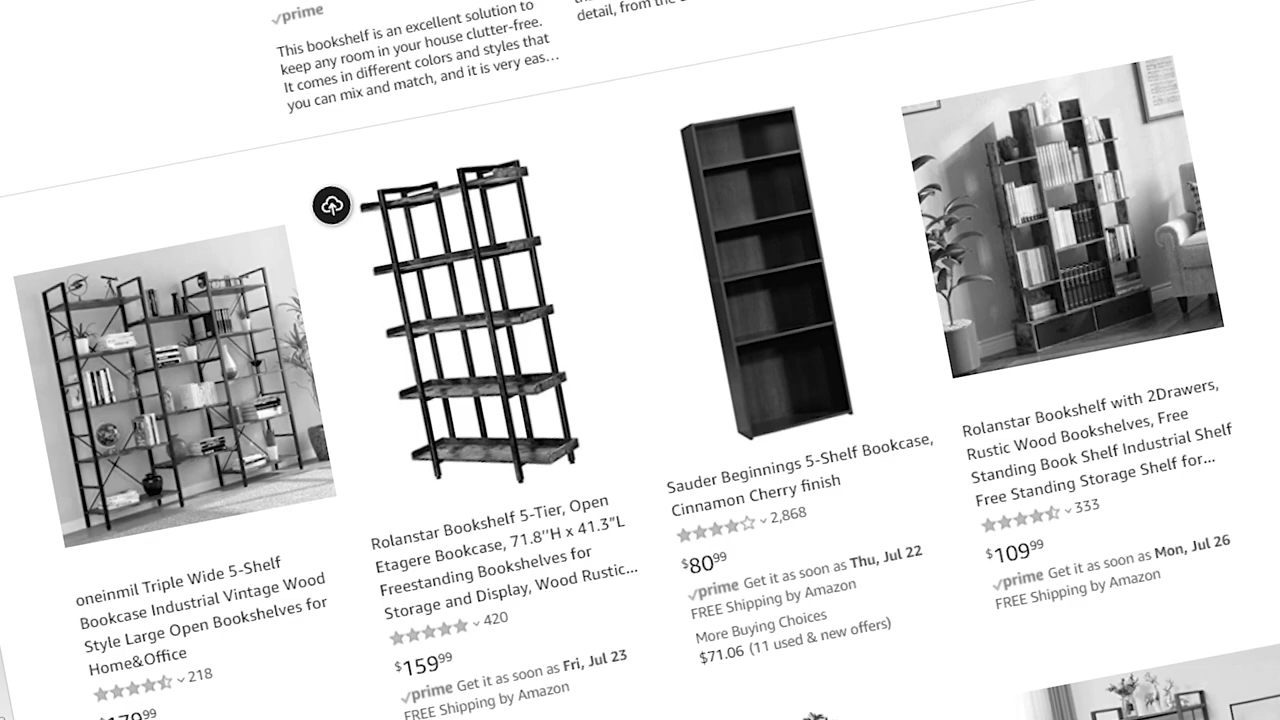 prime
This bookshelf is an excellent solution to
keep any room in your house clutter-free.
It comes in different colors and styles that
you can mix and match, and it is very eas…
detail, from the
oneinmil Triple Wide 5-Shelf
Bookcase Industrial Vintage Wood
Style Large Open Bookshelves for
Home&Office
218
$179⁹⁹
Rolanstar Bookshelf 5-Tier, Open
Etagere Bookcase, 71.8''H x 41.3"L
Freestanding Bookshelves for
Storage and Display, Wood Rustic...
420
$159⁹⁹
prime Get it as soon as Fri, Jul 23
FREE Shipping by Amazon
Sauder Beginnings 5-Shelf Bookcase,
Cinnamon Cherry finish
2,868
$80⁹⁹
prime Get it as soon as Thu, Jul 22
FREE Shipping by Amazon
More Buying Choices
$71.06 (11 used & new offers)
Rolanstar Bookshelf with 2Drawers,
Rustic Wood Bookshelves, Free
Standing Book Shelf Industrial Shelf
Free Standing Storage Shelf for...
333
$109⁹⁹
prime Get it as soon as Mon, Jul 26
FREE Shipping by Amazon